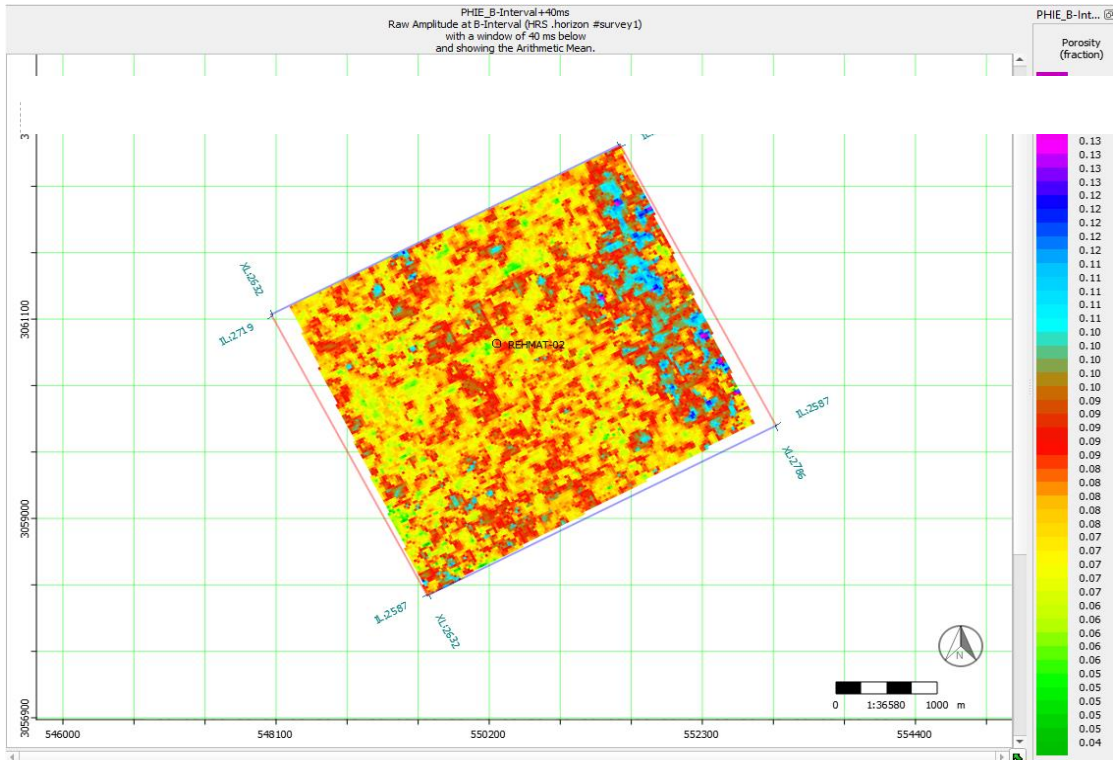 PHIE_B-Interval+40ms
Raw Amplitude at B-Interval (HRS .horizon #survey1)
with a window of 40 ms below
and showing the Arithmetic Mean.
PHIE_B-Int...
Porosity
(fraction)
0.13
0.13
0.13
0.13
0.12
0.12
0.12
0.12
0.12
0.11
0.11
0.11
0.11
0.10
0.10
0.10
0.10
0.10
0.09
0.09
0.09
0.09
0.09
0.08
0.08
0.08
0.08
0.07
0.07
0.07
0.07
0.07
0.06
0.06
0.06
0.06
0.06
0.05
0.05
0.05
0.05
0.04
3
XL:2632
IL:2719
3061100
REHMAT-02
IL:2587
XL:2786
3059000
IL:2587
XL:2632
N
0 1:36580 1000 m
3056900
546000 548100 550200 552300 554400